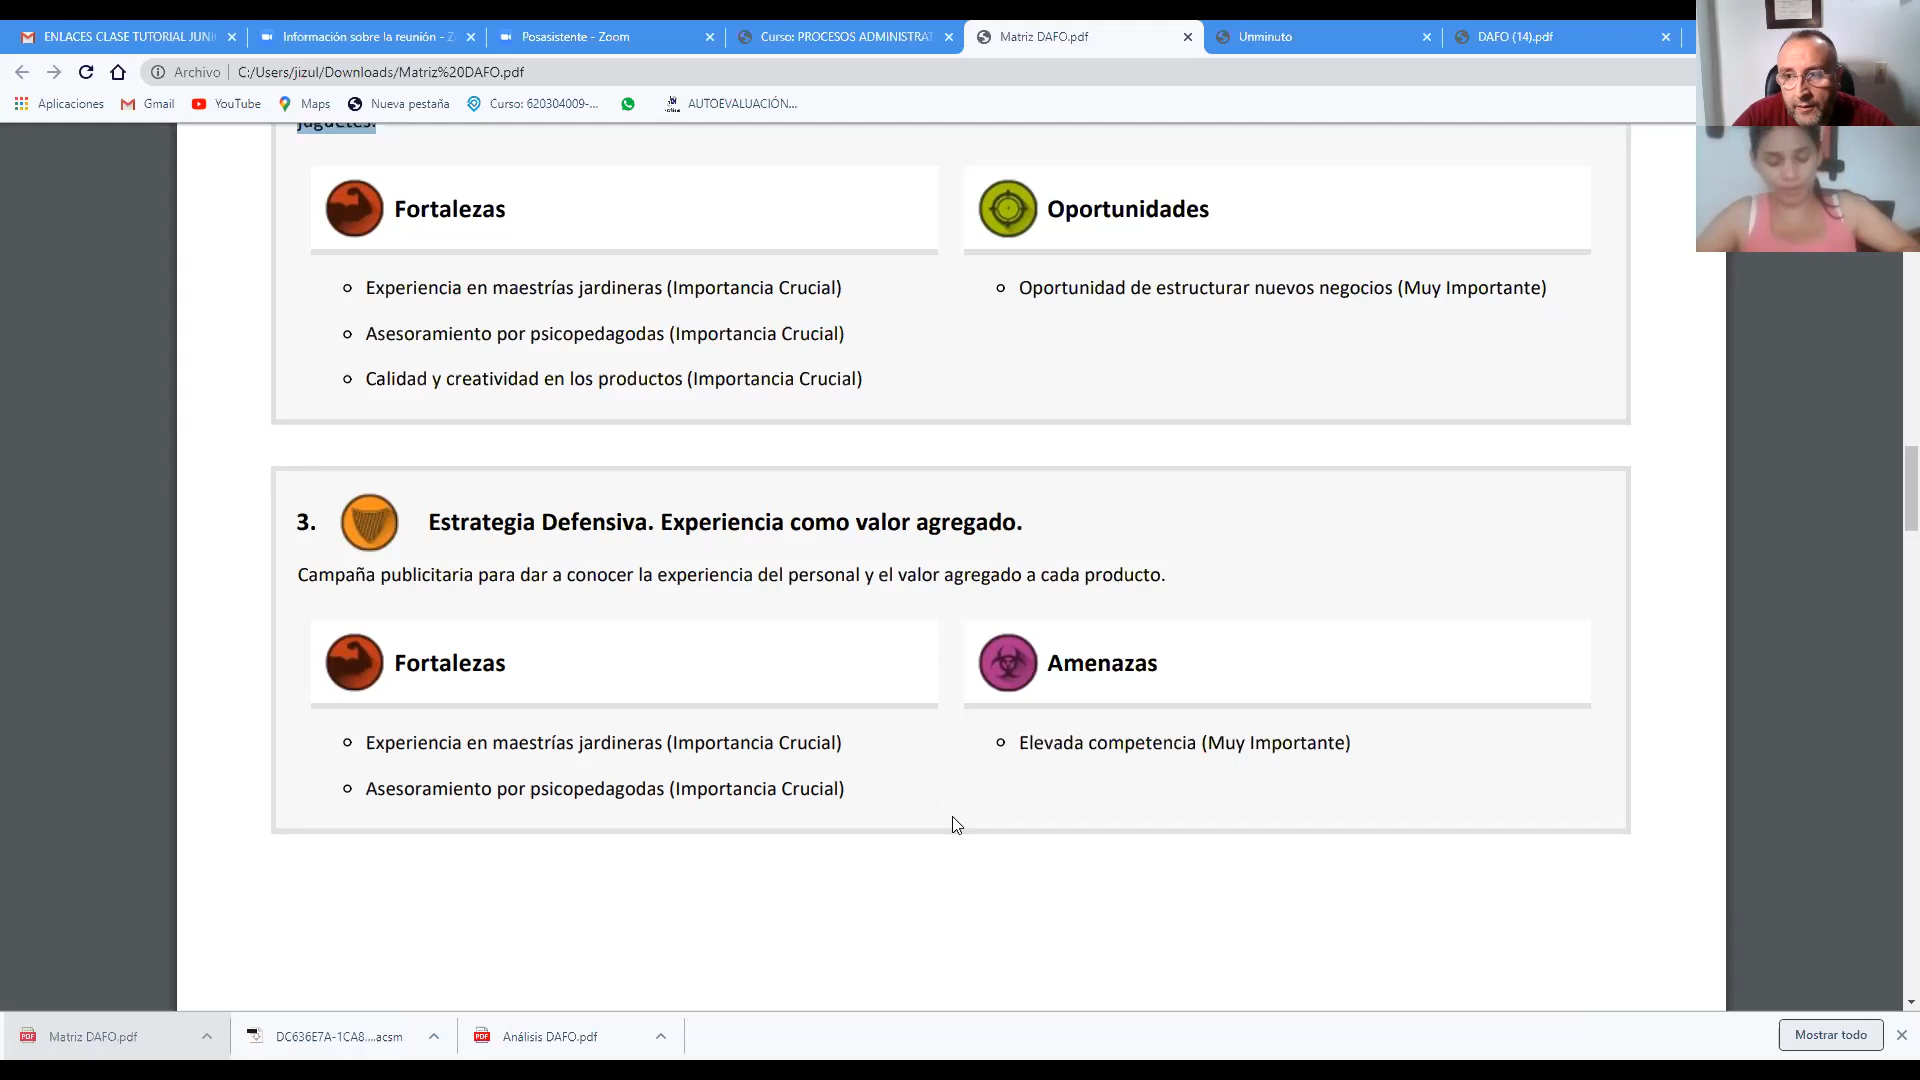 ENLACES CLASE TUTORIAL JUN
Información sobre la reunión - Z
Posasistente - Zoom
Curso: PROCESOS ADMINISTRAT
Matriz DAFO.pdf
Unminuto
DAFO (14).pdf
Archivo
C:/Users/jizul/Downloads/Matriz%20DAFO.pdf
Aplicaciones
Gmail
YouTube
Maps
Nueva pestaña
Curso: 620304009-...
AUTOEVALUACIÓN...
juguetes.
Fortalezas
Oportunidades
Experiencia en maestrías jardineras (Importancia Crucial)
Oportunidad de estructurar nuevos negocios (Muy Importante)
Asesoramiento por psicopedagodas (Importancia Crucial)
Calidad y creatividad en los productos (Importancia Crucial)
3. Estrategia Defensiva. Experiencia como valor agregado.
Campaña publicitaria para dar a conocer la experiencia del personal y el valor agregado a cada producto.
Fortalezas
Amenazas
Experiencia en maestrías jardineras (Importancia Crucial)
Elevada competencia (Muy Importante)
Asesoramiento por psicopedagodas (Importancia Crucial)
Matriz DAFO.pdf
DC636E7A-1CA8....acsm
Análisis DAFO.pdf
Mostrar todo